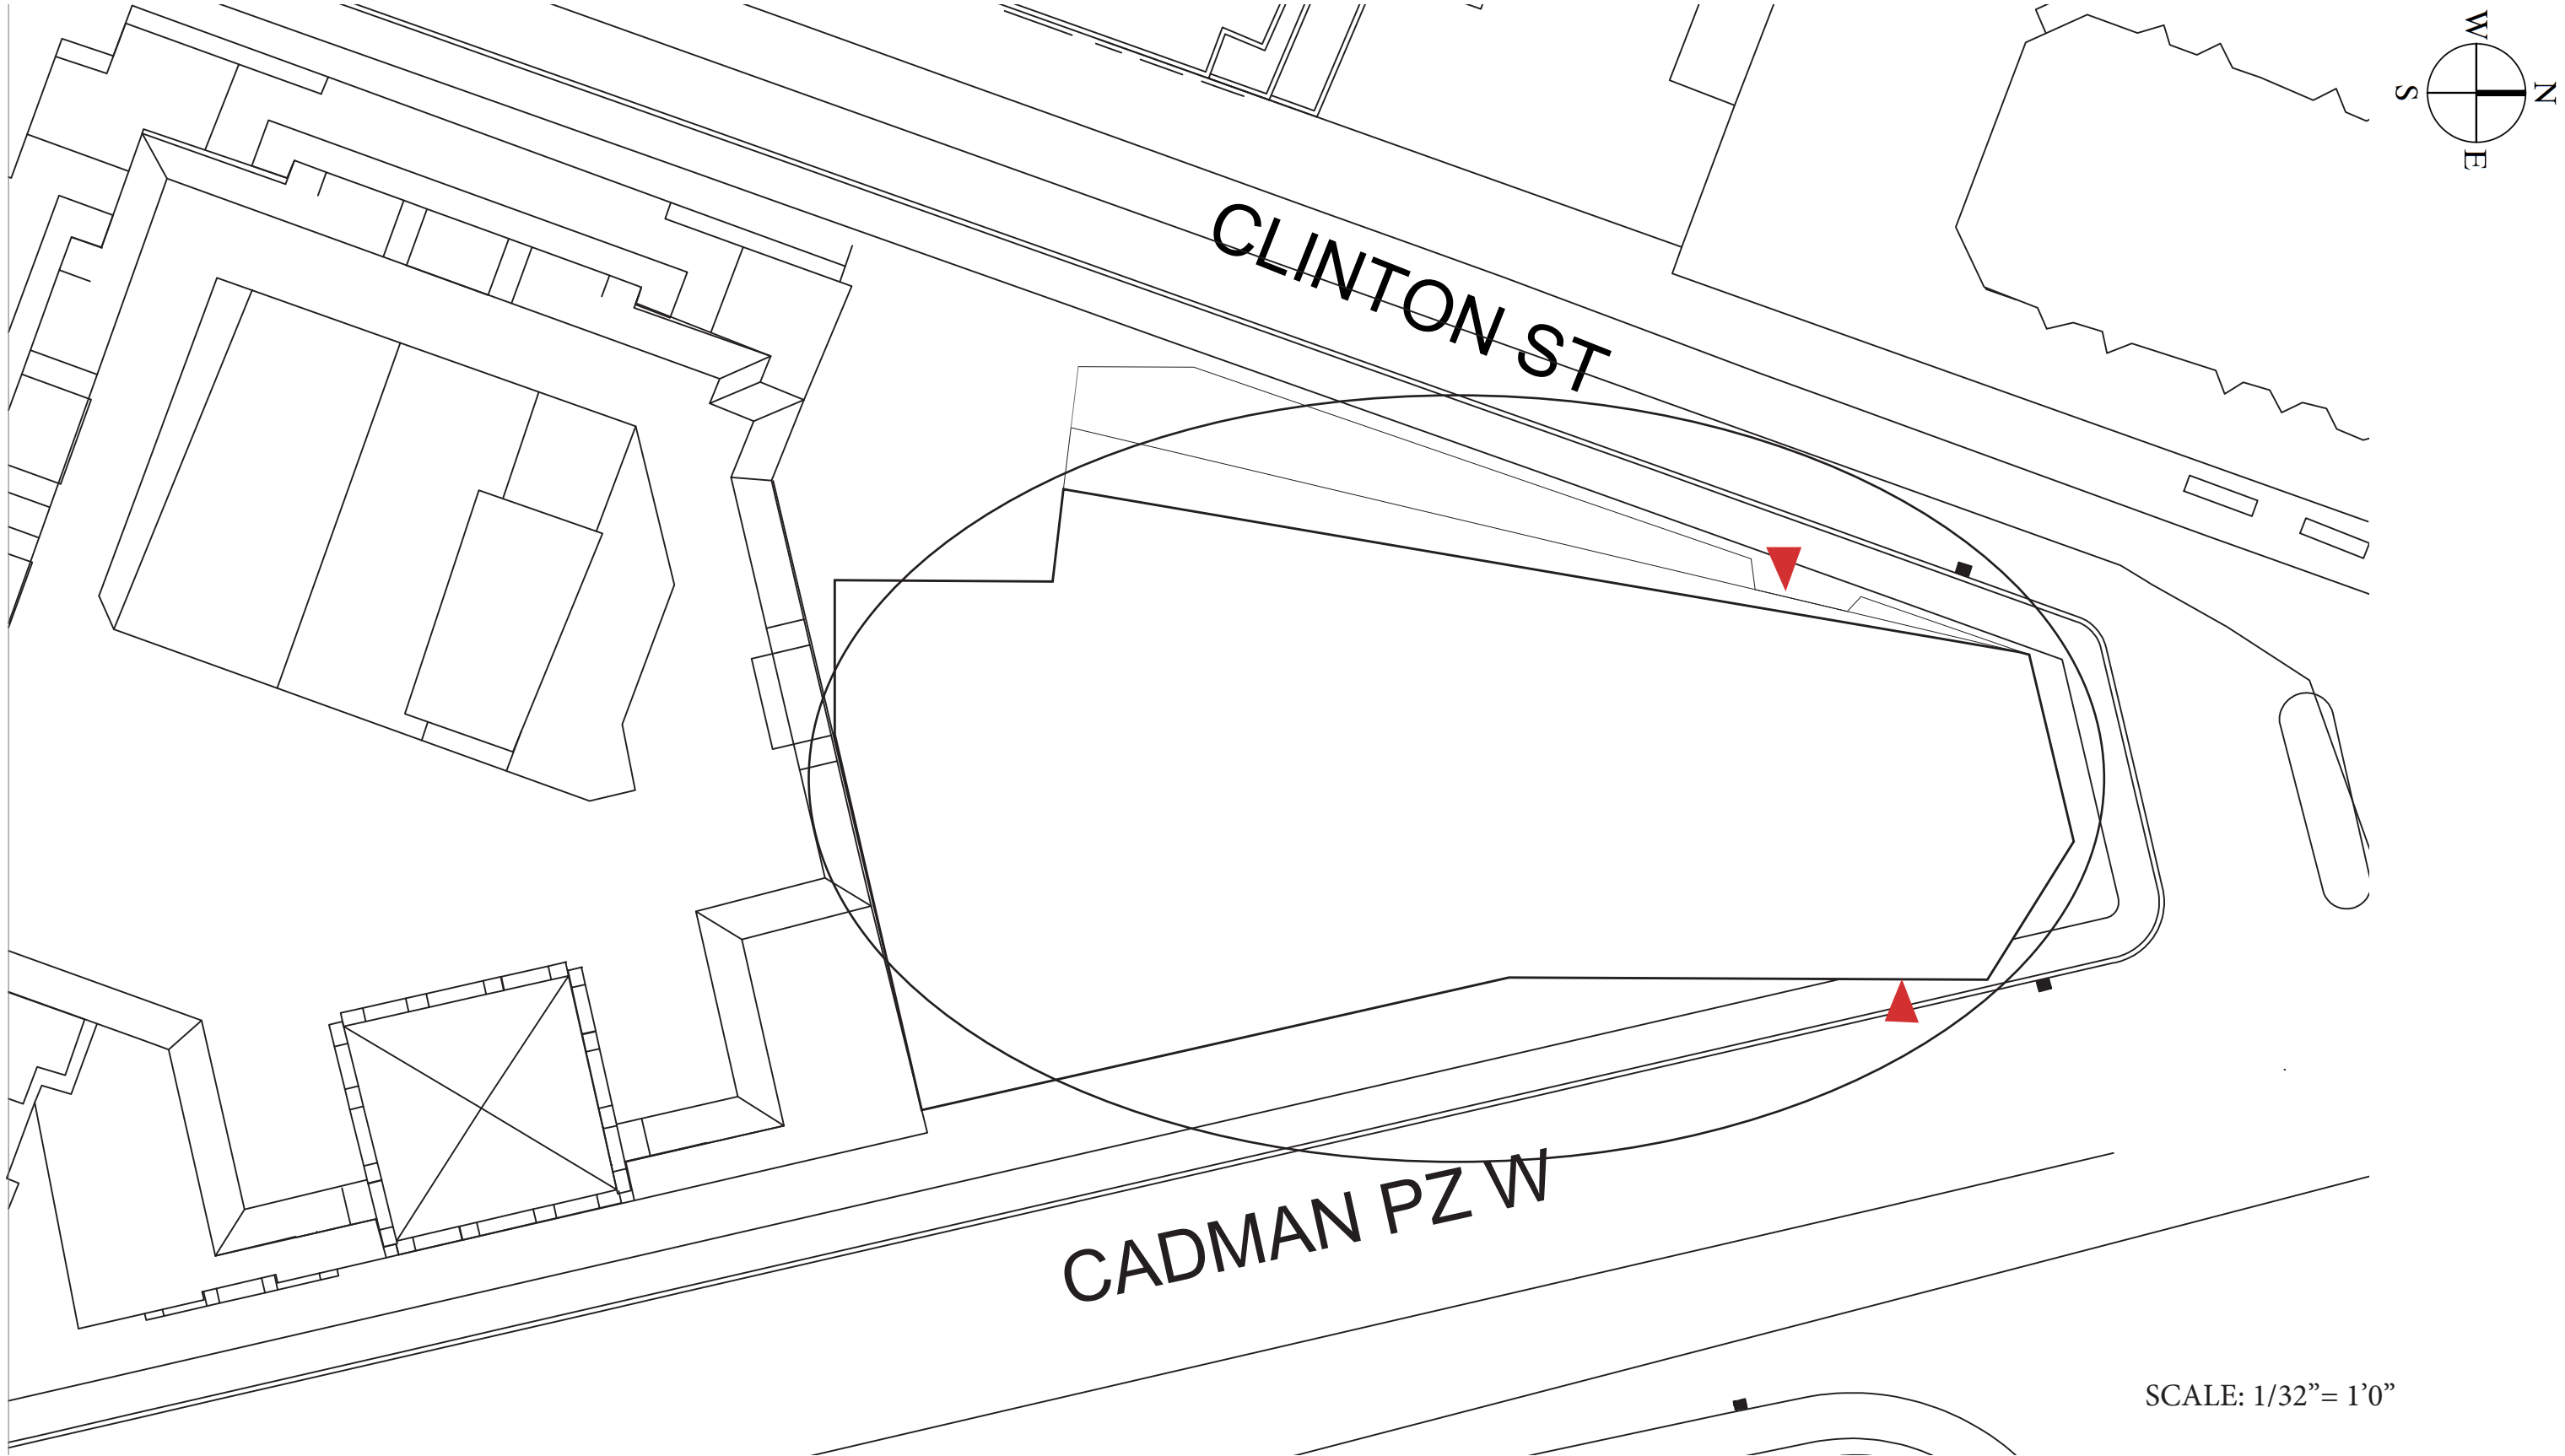 W
S
N
E
CLINTON ST
CADMAN PZ W
SCALE: 1/32”= 1’0”